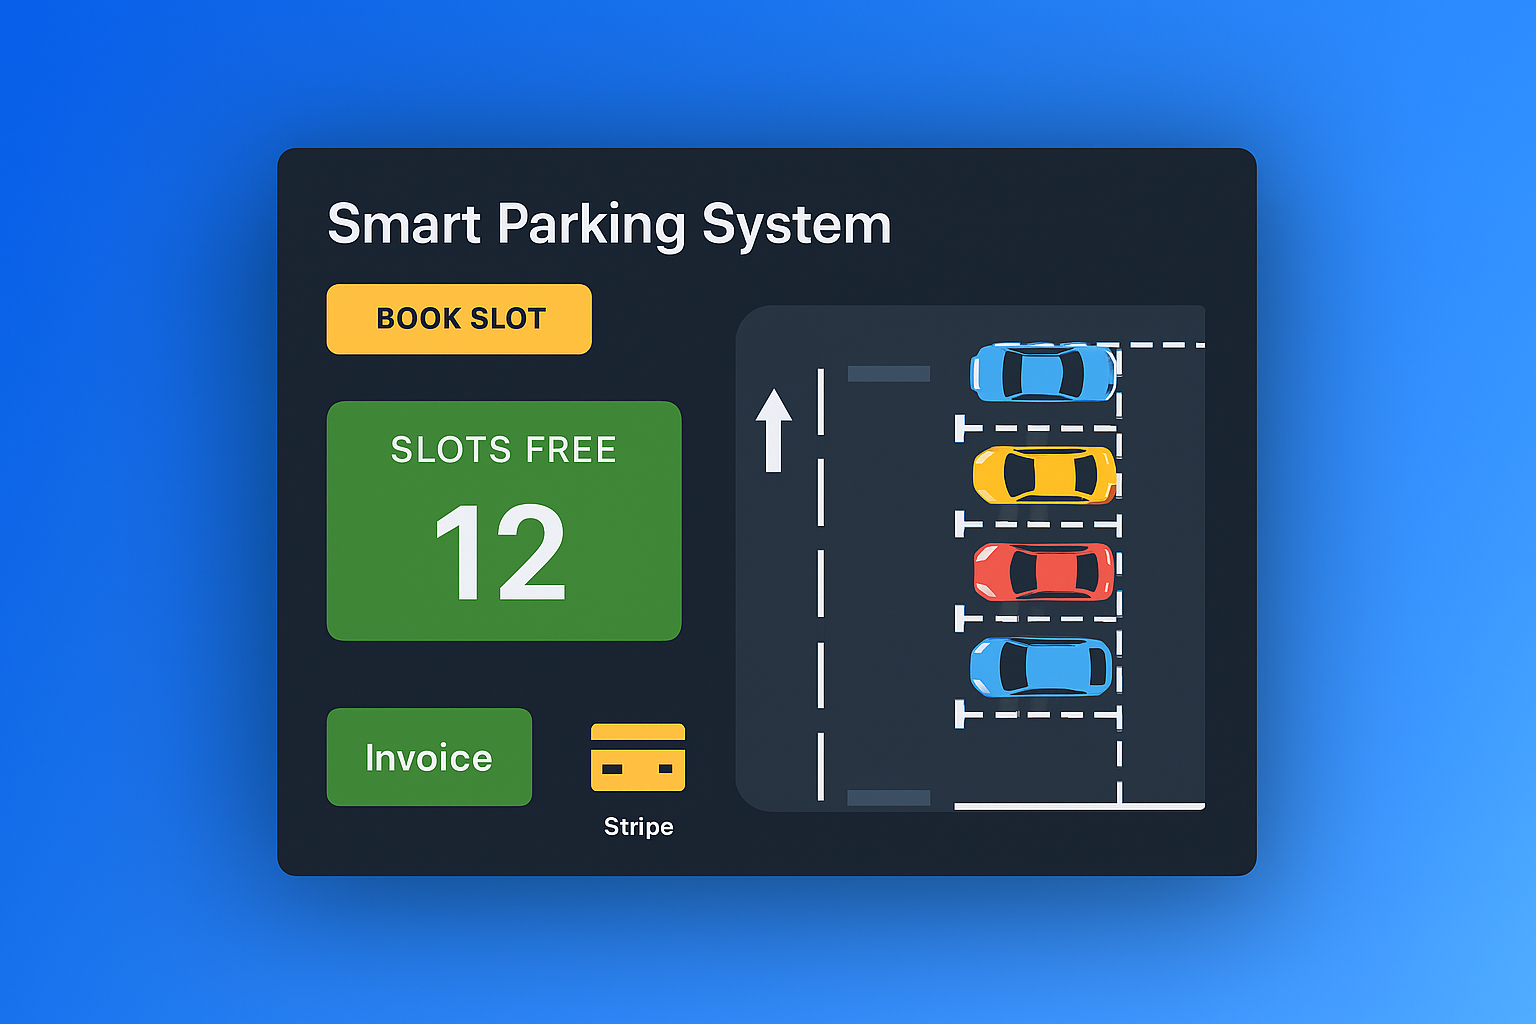 Smart Parking System
BOOK SLOT
SLOTS FREE
12
Invoice
Stripe